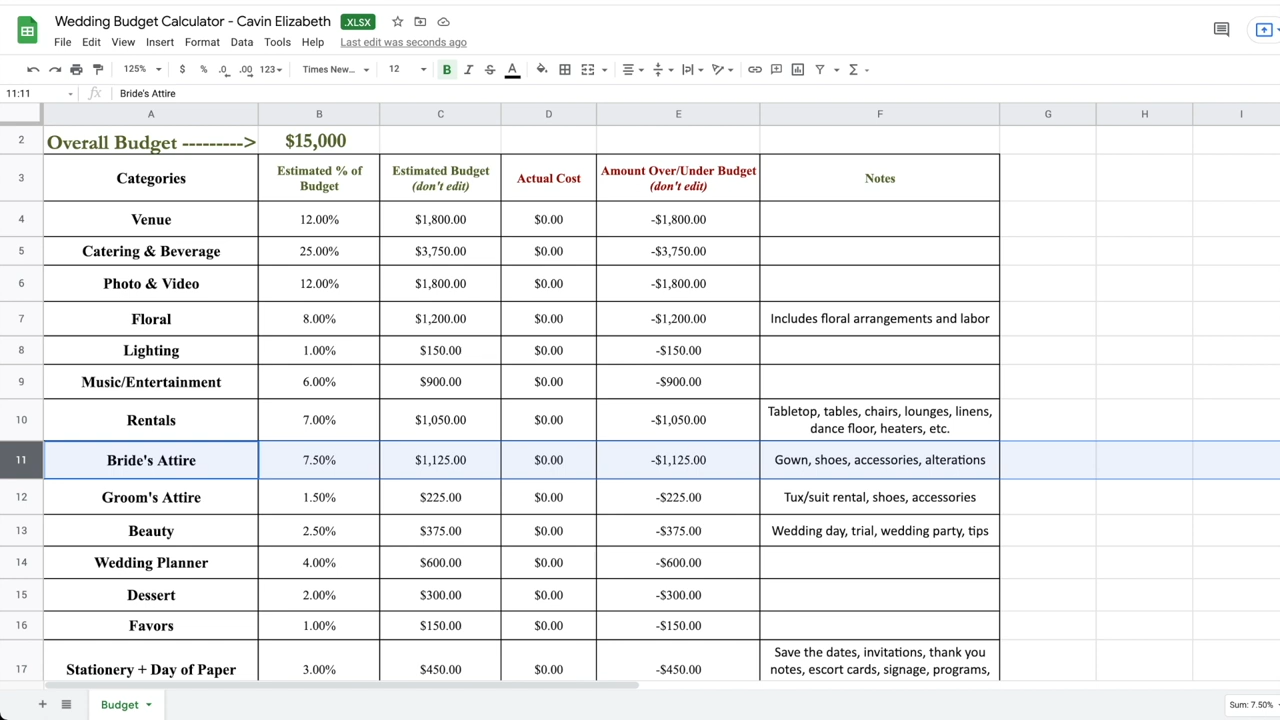 Wedding Budget Calculator - Cavin Elizabeth .XLSX
File Edit View Insert Format Data Tools Help Last edit was seconds ago
125% $ % .0 .00 123 Times New... 12 B I S A
11:11 fx Bride's Attire
A B C D E F G H I
2 Overall Budget ---------> $15,000
3 Categories Estimated % of Budget Estimated Budget (don't edit) Actual Cost Amount Over/Under Budget (don't edit) Notes
4 Venue 12.00% $1,800.00 $0.00 -$1,800.00
5 Catering & Beverage 25.00% $3,750.00 $0.00 -$3,750.00
6 Photo & Video 12.00% $1,800.00 $0.00 -$1,800.00
7 Floral 8.00% $1,200.00 $0.00 -$1,200.00 Includes floral arrangements and labor
8 Lighting 1.00% $150.00 $0.00 -$150.00
9 Music/Entertainment 6.00% $900.00 $0.00 -$900.00
10 Rentals 7.00% $1,050.00 $0.00 -$1,050.00 Tabletop, tables, chairs, lounges, linens, dance floor, heaters, etc.
11 Bride's Attire 7.50% $1,125.00 $0.00 -$1,125.00 Gown, shoes, accessories, alterations
12 Groom's Attire 1.50% $225.00 $0.00 -$225.00 Tux/suit rental, shoes, accessories
13 Beauty 2.50% $375.00 $0.00 -$375.00 Wedding day, trial, wedding party, tips
14 Wedding Planner 4.00% $600.00 $0.00 -$600.00
15 Dessert 2.00% $300.00 $0.00 -$300.00
16 Favors 1.00% $150.00 $0.00 -$150.00
17 Stationery + Day of Paper 3.00% $450.00 $0.00 -$450.00 Save the dates, invitations, thank you notes, escort cards, signage, programs,
Budget Sum: 7.50%